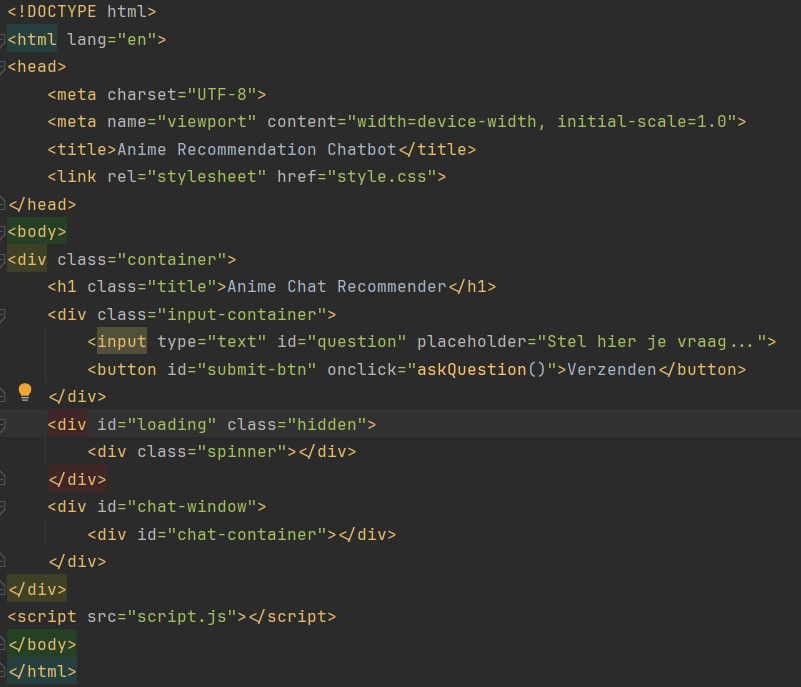 <!DOCTYPE html>
<html lang="en">
<head>
    <meta charset="UTF-8">
    <meta name="viewport" content="width=device-width, initial-scale=1.0">
    <title>Anime Recommendation Chatbot</title>
    <link rel="stylesheet" href="style.css">
</head>
<body>
<div class="container">
    <h1 class="title">Anime Chat Recommender</h1>
    <div class="input-container">
        <input type="text" id="question" placeholder="Stel hier je vraag...">
        <button id="submit-btn" onclick="askQuestion()">Verzenden</button>
    </div>
    <div id="loading" class="hidden">
        <div class="spinner"></div>
    </div>
    <div id="chat-window">
        <div id="chat-container"></div>
    </div>
</div>
<script src="script.js"></script>
</body>
</html>